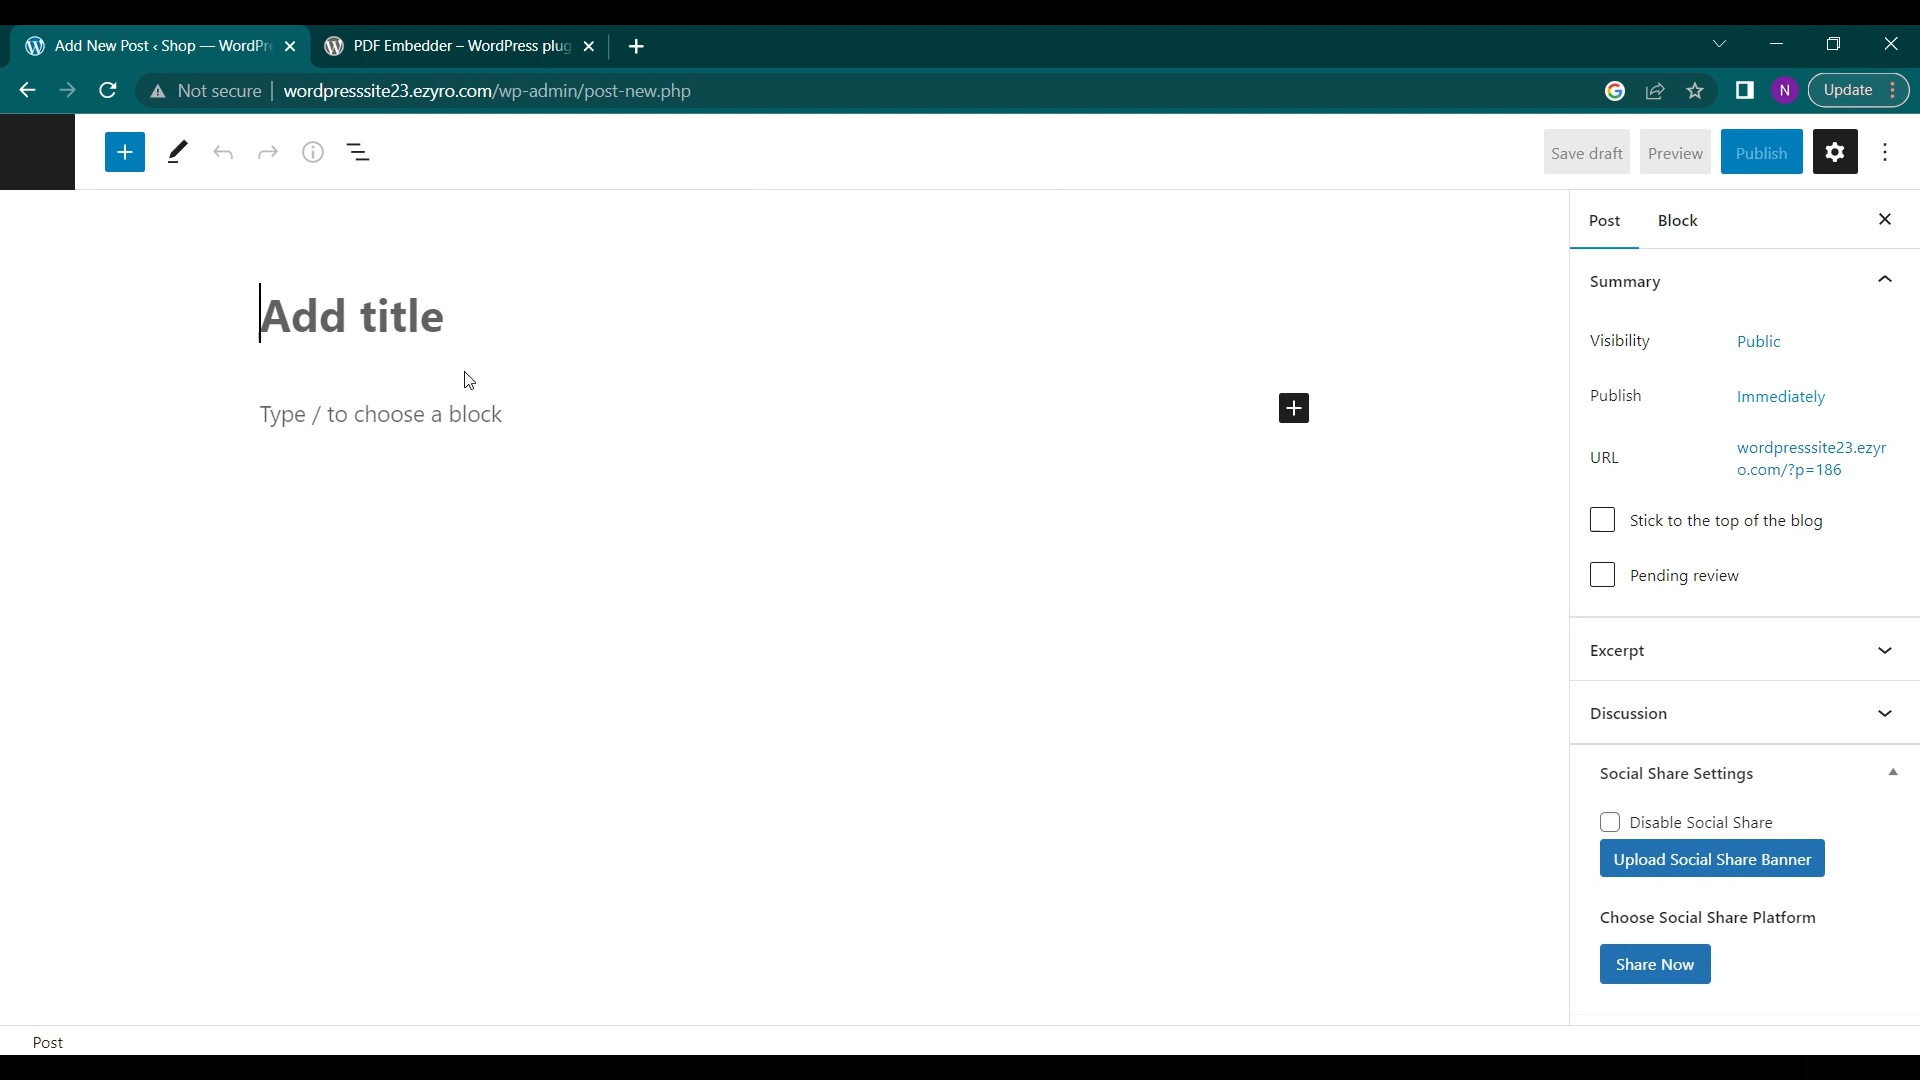 Add New Post ‹ Shop — WordPre
PDF Embedder – WordPress plug
Not secure
wordpresssite23.ezyro.com/wp-admin/post-new.php
N
Update
Save draft
Preview
Publish
Post
Block
Summary
Add title
Visibility
Public
Publish
Immediately
Type / to choose a block
URL
wordpresssite23.ezyr
o.com/?p=186
Stick to the top of the blog
Pending review
Excerpt
Discussion
Social Share Settings
Disable Social Share
Upload Social Share Banner
Choose Social Share Platform
Share Now
Post